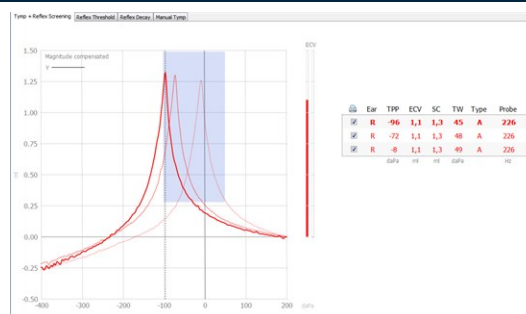 Tymp + Reflex Screening Reflex Threshold Reflex Decay Manual Tymp
1.50
1.25
1.00
0.75
0.50
0.25
0.00
-0.25
-0.50
Magnitude compensated
Y
-400 -300 -200 -100 0 100 200 daPa
ECV
Ear TPP ECV SC TW Type Probe
R -96 1,1 1,3 45 A 226
R -72 1,1 1,3 48 A 226
R -8 1,1 1,3 49 A 226
daPa ml ml daPa Hz